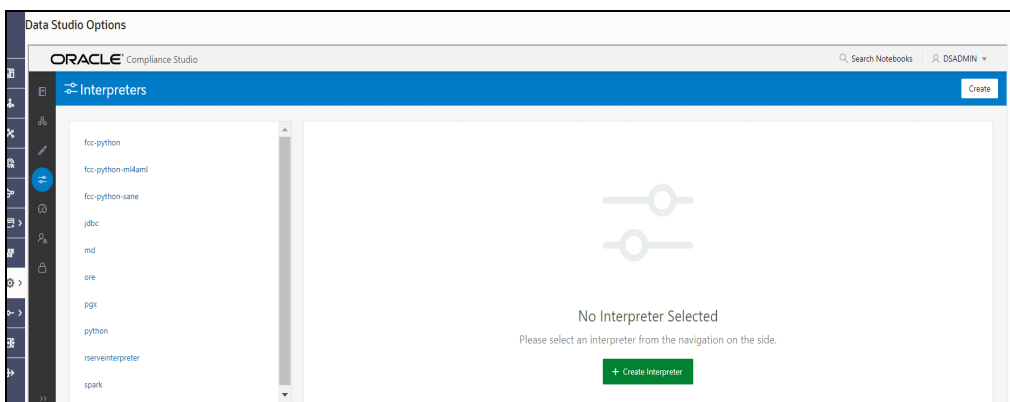 Data Studio Options
ORACLE® Compliance Studio
Search Notebooks
DSADMIN
Interpreters
Create
fcc-python
fcc-python-ml4aml
fcc-python-sane
jdbc
md
ore
pgx
python
rserveinterpreter
spark
No Interpreter Selected
Please select an interpreter from the navigation on the side.
+ Create Interpreter